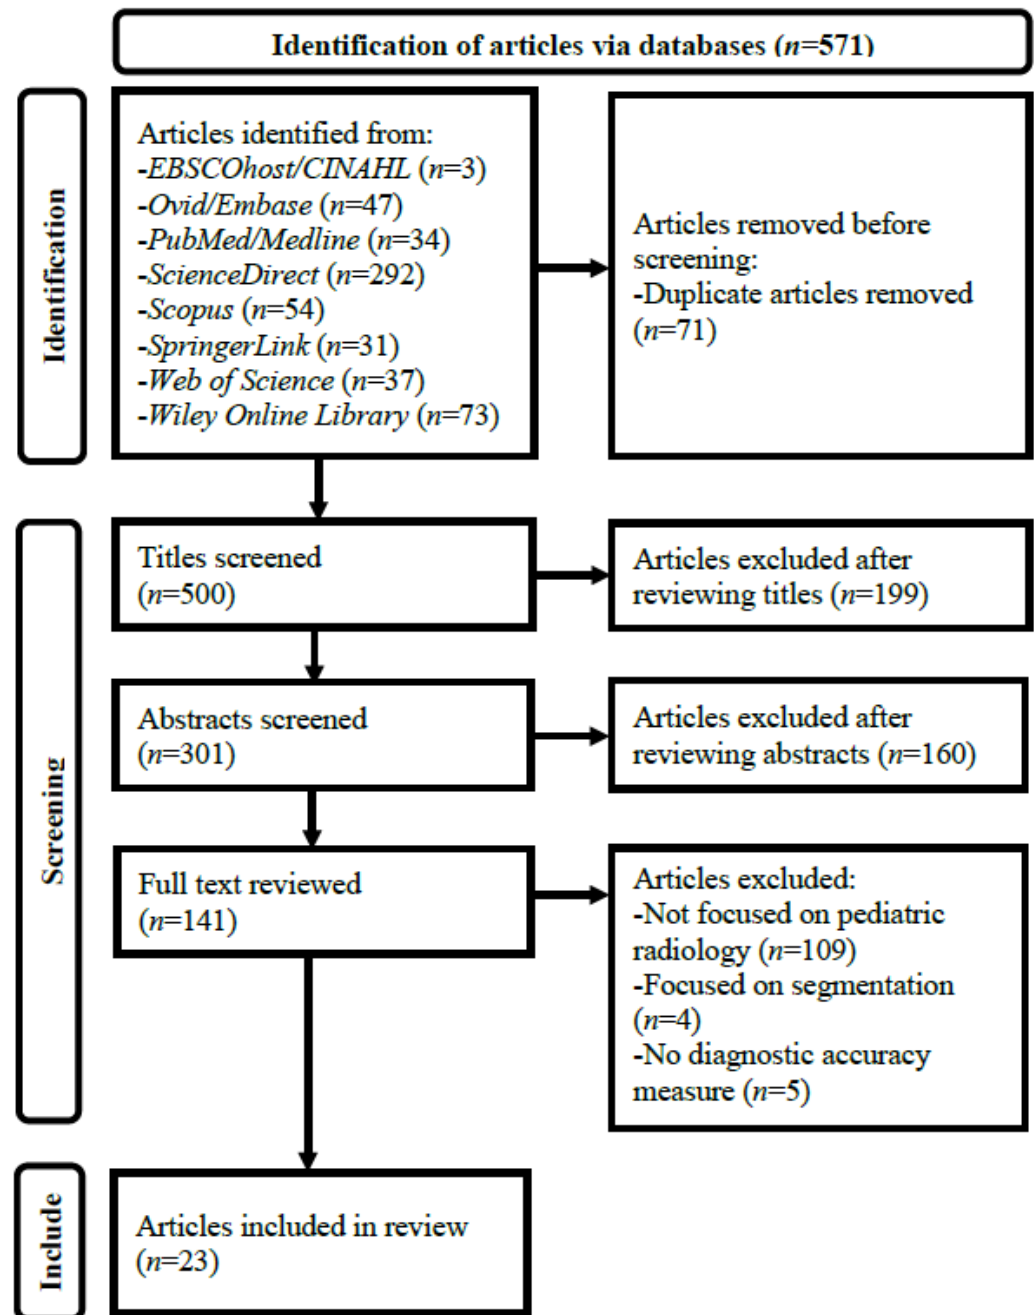 Identification of articles via databases (n=571)
Identification
Articles identified from:
-EBSCOhost/CINAHL (n=3)
-Ovid/Embase (n=47)
-PubMed/Medline (n=34)
-ScienceDirect (n=292)
-Scopus (n=54)
-SpringerLink (n=31)
-Web of Science (n=37)
-Wiley Online Library (n=73)
Articles removed before
screening:
-Duplicate articles removed
(n=71)
Screening
Titles screened
(n=500)
Articles excluded after
reviewing titles (n=199)
Abstracts screened
(n=301)
Articles excluded after
reviewing abstracts (n=160)
Full text reviewed
(n=141)
Articles excluded:
-Not focused on pediatric
radiology (n=109)
-Focused on segmentation
(n=4)
-No diagnostic accuracy
measure (n=5)
Include
Articles included in review
(n=23)